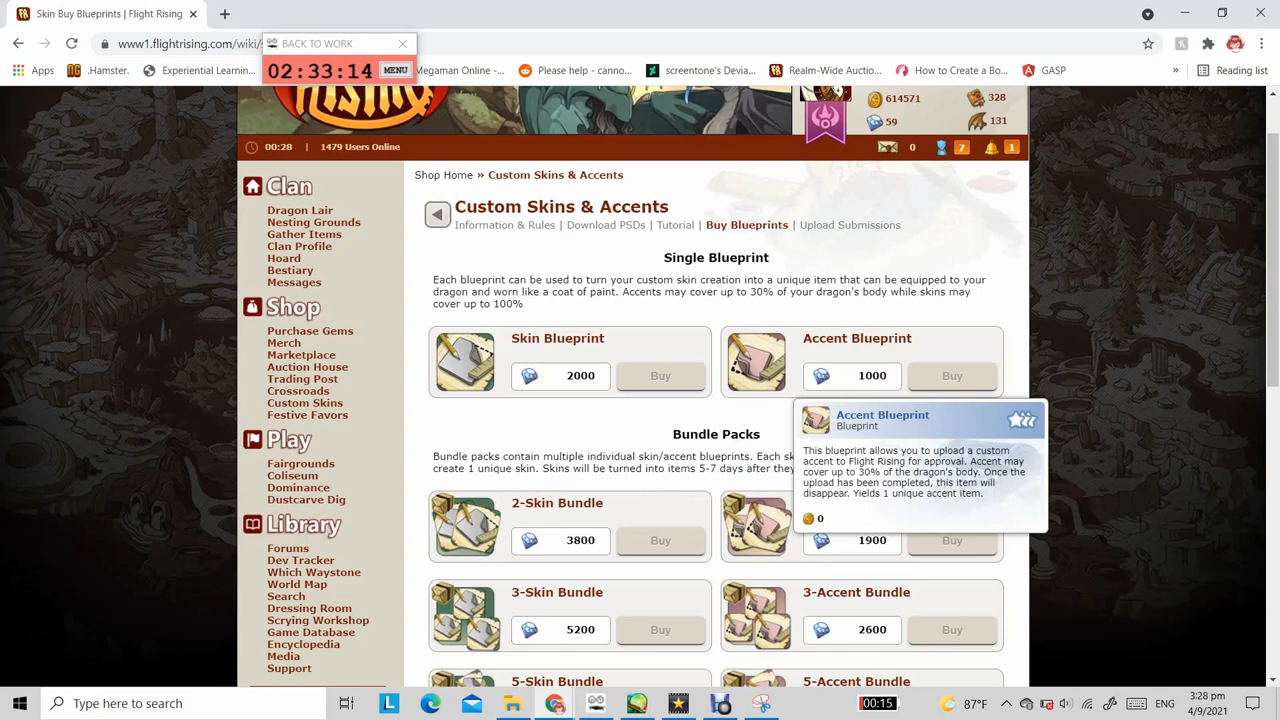 Skin Buy Blueprints | Flight Rising
www1.flightrising.com/wiki/
BACK TO WORK
02:33:14 MENU
Apps
.Hamster.
Experiential Learnin...
Megaman Online -...
Please help - canno...
screentone's Devia...
Realm-Wide Auctio...
How to Create a Bo...
GASP
»
Reading list
RISING
614571
328
59
131
00:28 | 1479 Users Online
0
7
1
Clan
Dragon Lair
Nesting Grounds
Gather Items
Clan Profile
Hoard
Bestiary
Messages
Shop
Purchase Gems
Merch
Marketplace
Auction House
Trading Post
Crossroads
Custom Skins
Festive Favors
Play
Fairgrounds
Coliseum
Dominance
Dustcarve Dig
Library
Forums
Dev Tracker
Which Waystone
World Map
Search
Dressing Room
Scrying Workshop
Game Database
Encyclopedia
Media
Support
Shop Home » Custom Skins & Accents
Custom Skins & Accents
Information & Rules | Download PSDs | Tutorial | Buy Blueprints | Upload Submissions
Single Blueprint
Each blueprint can be used to turn your custom skin creation into a unique item that can be equipped to your
dragon and worn like a coat of paint. Accents may cover up to 30% of your dragon's body while skins may
cover up to 100%
Skin Blueprint
2000 Buy
Accent Blueprint
1000 Buy
Accent Blueprint
Blueprint
This blueprint allows you to upload a custom
accent to Flight Rising for approval. Accent may
cover up to 30% of the dragon's body. Once the
upload has been completed, this item will
disappear. Yields 1 unique accent item.
0
Bundle Packs
Bundle packs contain multiple individual skin/accent blueprints. Each sk
create 1 unique skin. Skins will be turned into items 5-7 days after they
2-Skin Bundle
3800 Buy
1900 Buy
3-Skin Bundle
5200 Buy
3-Accent Bundle
2600 Buy
5-Skin Bundle
5-Accent Bundle
Type here to search
L
00:15
87°F
ENG
3:28 pm
4/9/2021